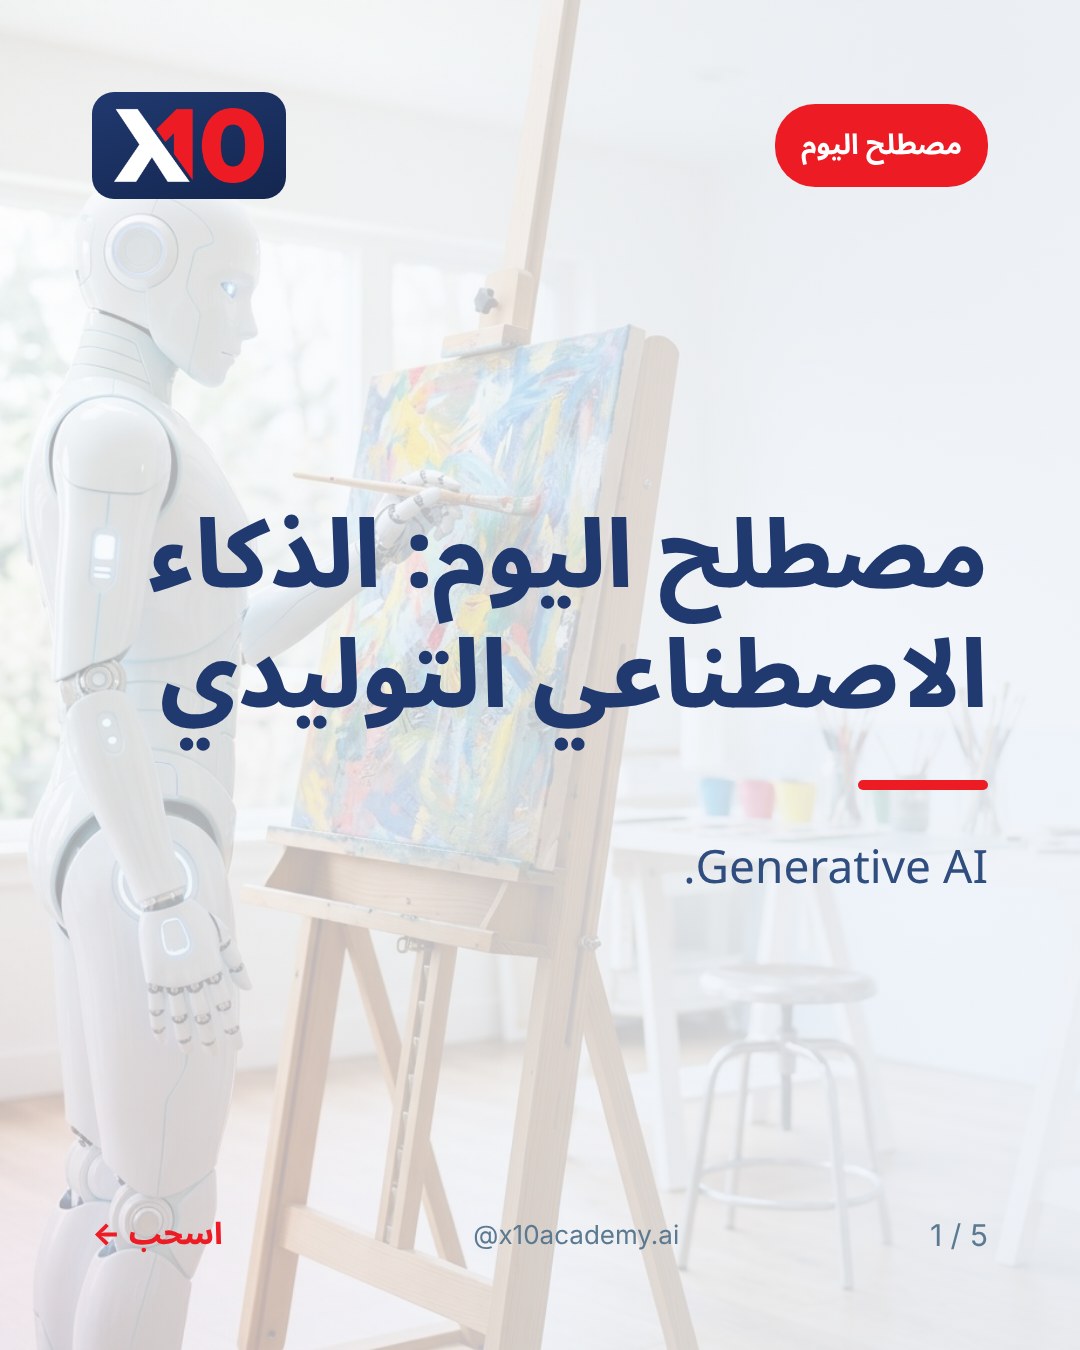 X10
مصطلح اليوم
مصطلح اليوم: الذكاء
الاصطناعي التوليدي
Generative AI.
1 / 5
@x10academy.ai
اسحب ←